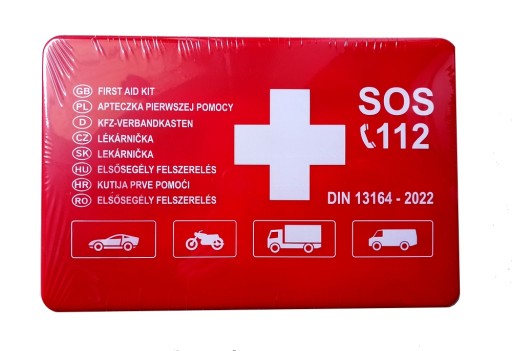 GB FIRST AID KIT
PL APTECZKA PIERWSZEJ POMOCY
D KFZ-VERBANDKASTEN
CZ LÉKÁRNIČKA
SK LEKÁRNIČKA
HU ELSŐSEGÉLY FELSZERELÉS
HR KUTIJA PRVE POMOĆI
RO ELSŐSEGÉLY FELSZERELÉS
SOS
112
DIN 13164 - 2022